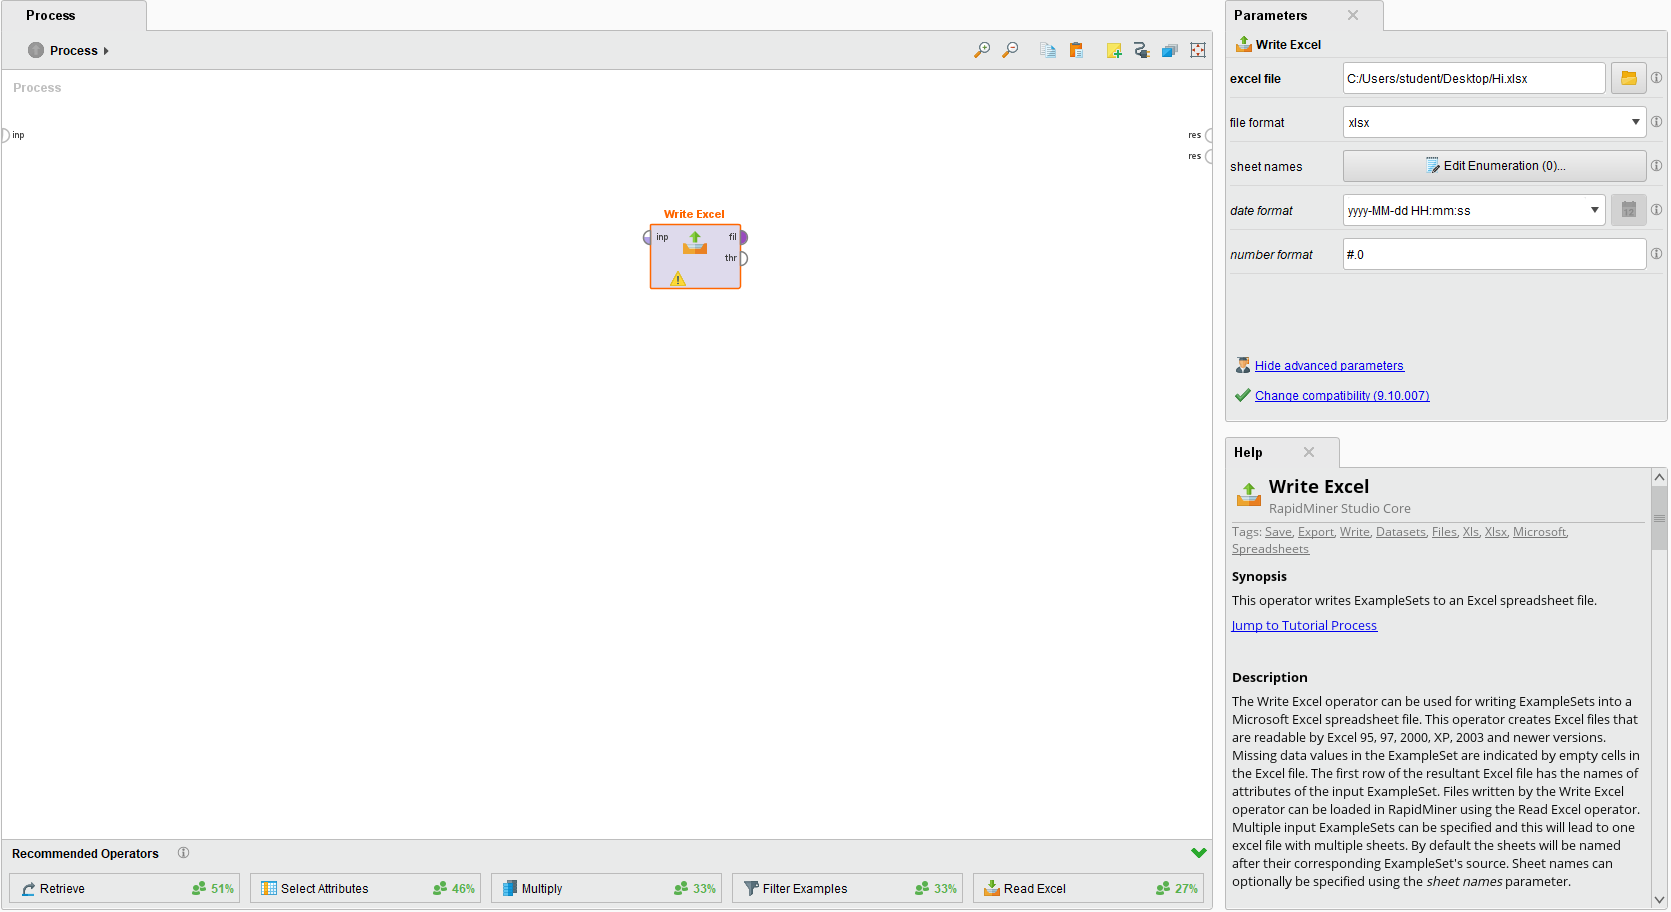 Process
Process
Process
inp
res
res
Write Excel
inp
fil
thr
Recommended Operators
Retrieve 51%
Select Attributes 46%
Multiply 33%
Filter Examples 33%
Read Excel 27%
Parameters
Write Excel
excel file C:/Users/student/Desktop/Hi.xlsx
file format xlsx
sheet names Edit Enumeration (0)...
date format yyyy-MM-dd HH:mm:ss 12
number format #.0
Hide advanced parameters
Change compatibility (9.10.007)
Help
Write Excel
RapidMiner Studio Core
Tags: Save, Export, Write, Datasets, Files, Xls, Xlsx, Microsoft,
Spreadsheets
Synopsis
This operator writes ExampleSets to an Excel spreadsheet file.
Jump to Tutorial Process
Description
The Write Excel operator can be used for writing ExampleSets into a
Microsoft Excel spreadsheet file. This operator creates Excel files that
are readable by Excel 95, 97, 2000, XP, 2003 and newer versions.
Missing data values in the ExampleSet are indicated by empty cells in
the Excel file. The first row of the resultant Excel file has the names of
attributes of the input ExampleSet. Files written by the Write Excel
operator can be loaded in RapidMiner using the Read Excel operator.
Multiple input ExampleSets can be specified and this will lead to one
excel file with multiple sheets. By default the sheets will be named
after their corresponding ExampleSet's source. Sheet names can
optionally be specified using the sheet names parameter.